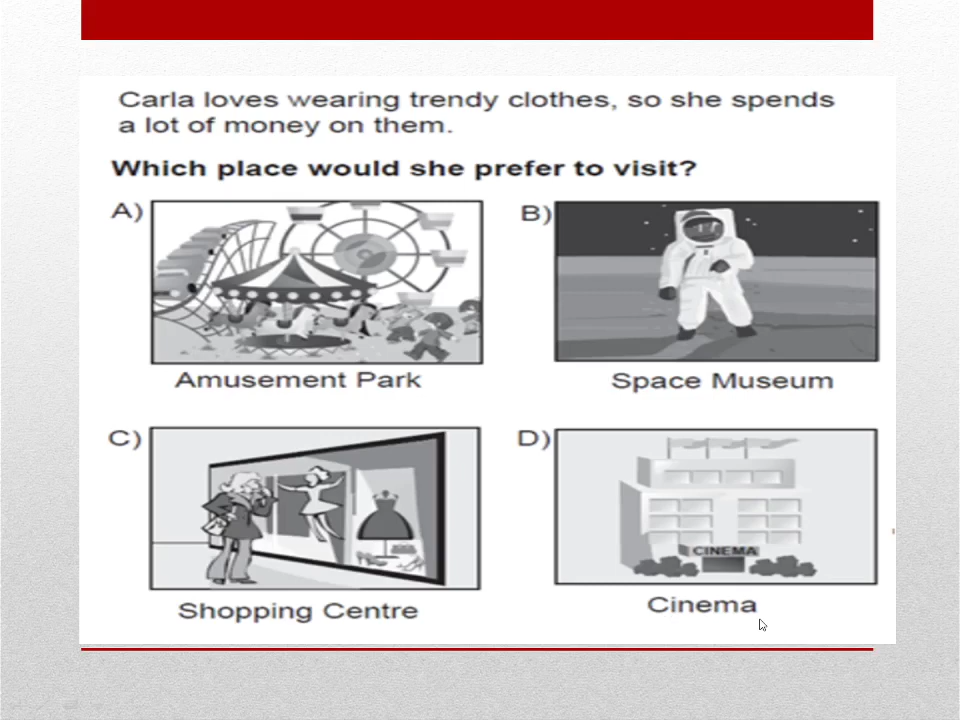 Carla loves wearing trendy clothes, so she spends
a lot of money on them.
Which place would she prefer to visit?
A)
Amusement Park
B)
Space Museum
C)
Shopping Centre
D)
CINEMA
Cinema